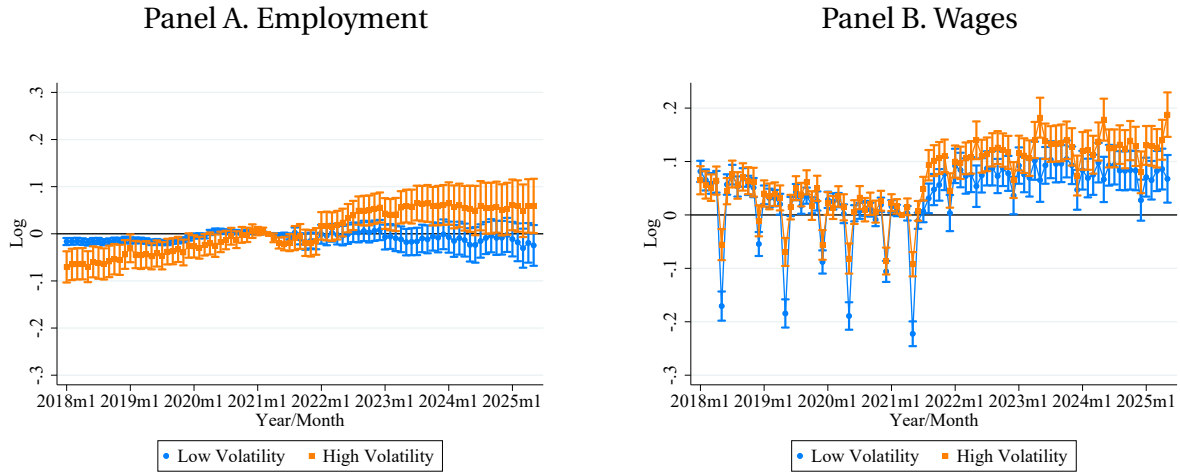 Panel A. Employment
.3
.2
.1
0
-.1
-.2
-.3
Log
2018m1 2019m1 2020m1 2021m1 2022m1 2023m1 2024m1 2025m1
Year/Month
Low Volatility High Volatility
Panel B. Wages
.2
.1
0
-.1
-.2
-.3
Log
2018m1 2019m1 2020m1 2021m1 2022m1 2023m1 2024m1 2025m1
Year/Month
Low Volatility High Volatility